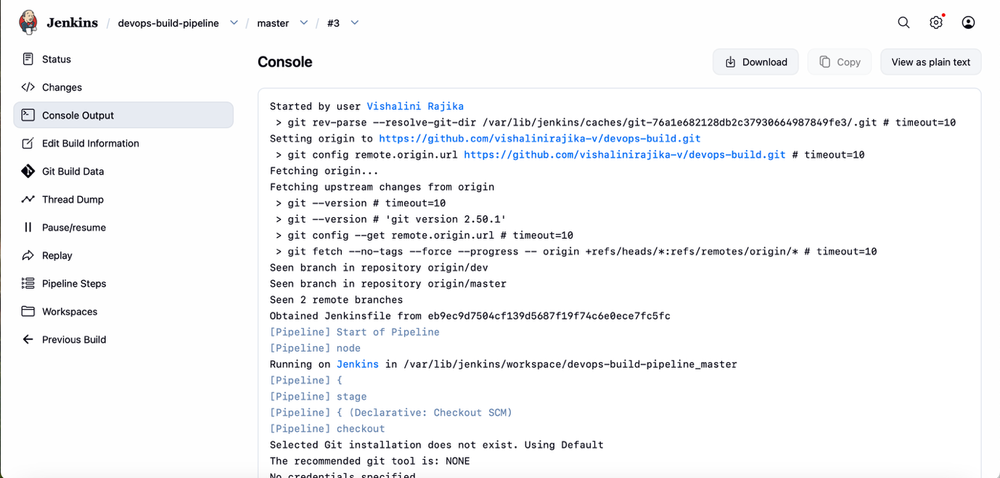 Jenkins / devops-build-pipeline / master / #3
Status
Changes
Console Output
Edit Build Information
Git Build Data
Thread Dump
Pause/resume
Replay
Pipeline Steps
Workspaces
Previous Build
Console
Download
Copy
View as plain text
Started by user Vishalini Rajika
> git rev-parse --resolve-git-dir /var/lib/jenkins/caches/git-76a1e682128db2c37930664987849fe3/.git # timeout=10
Setting origin to https://github.com/vishalinirajika-v/devops-build.git
> git config remote.origin.url https://github.com/vishalinirajika-v/devops-build.git # timeout=10
Fetching origin...
Fetching upstream changes from origin
> git --version # timeout=10
> git --version # 'git version 2.50.1'
> git config --get remote.origin.url # timeout=10
> git fetch --no-tags --force --progress -- origin +refs/heads/*:refs/remotes/origin/* # timeout=10
Seen branch in repository origin/dev
Seen branch in repository origin/master
Seen 2 remote branches
Obtained Jenkinsfile from eb9ec9d7504cf139d5687f19f74c6e0ece7fc5fc
[Pipeline] Start of Pipeline
[Pipeline] node
Running on Jenkins in /var/lib/jenkins/workspace/devops-build-pipeline_master
[Pipeline] {
[Pipeline] stage
[Pipeline] { (Declarative: Checkout SCM)
[Pipeline] checkout
Selected Git installation does not exist. Using Default
The recommended git tool is: NONE
No credentials specified